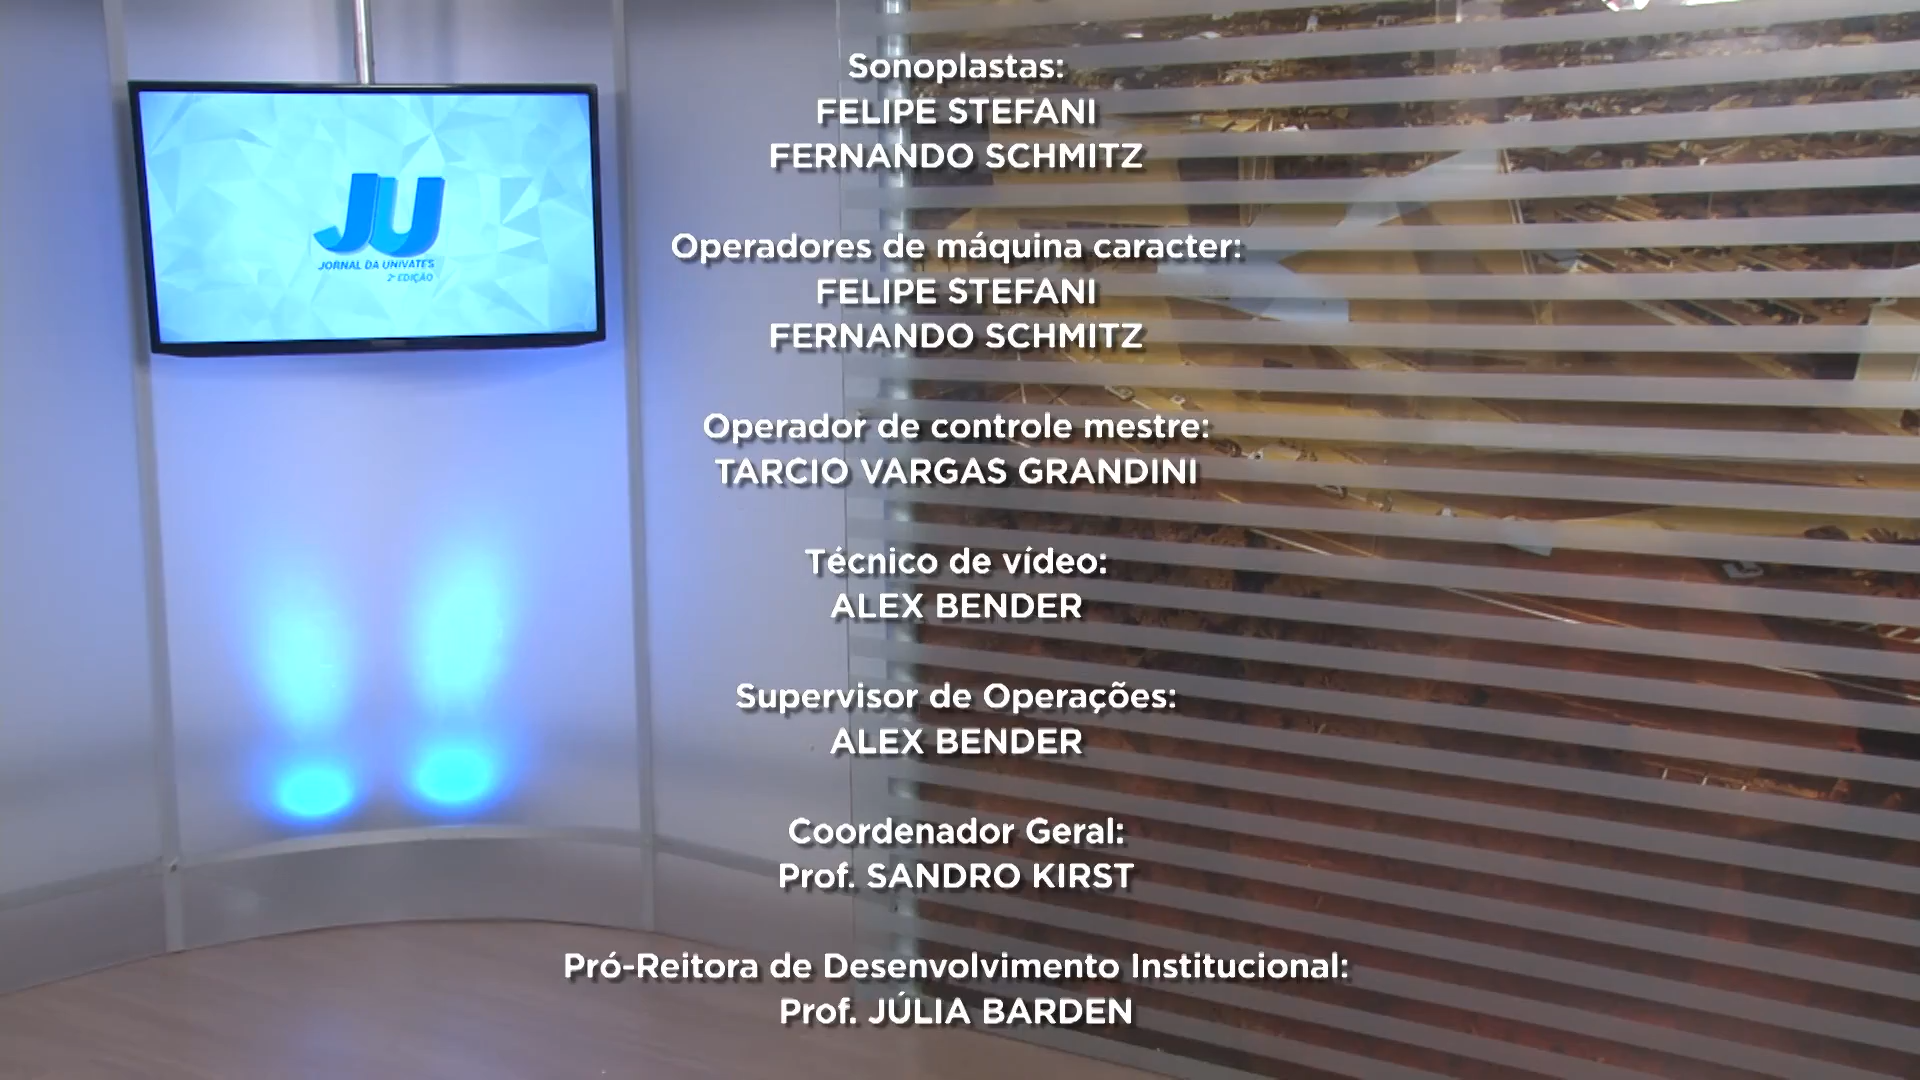 JU
JORNAL DA UNIVATES
2ª EDIÇÃO
Sonoplastas:
FELIPE STEFANI
FERNANDO SCHMITZ
Operadores de máquina caracter:
FELIPE STEFANI
FERNANDO SCHMITZ
Operador de controle mestre:
TARCIO VARGAS GRANDINI
Técnico de vídeo:
ALEX BENDER
Supervisor de Operações:
ALEX BENDER
Coordenador Geral:
Prof. SANDRO KIRST
Pró-Reitora de Desenvolvimento Institucional:
Prof. JÚLIA BARDEN